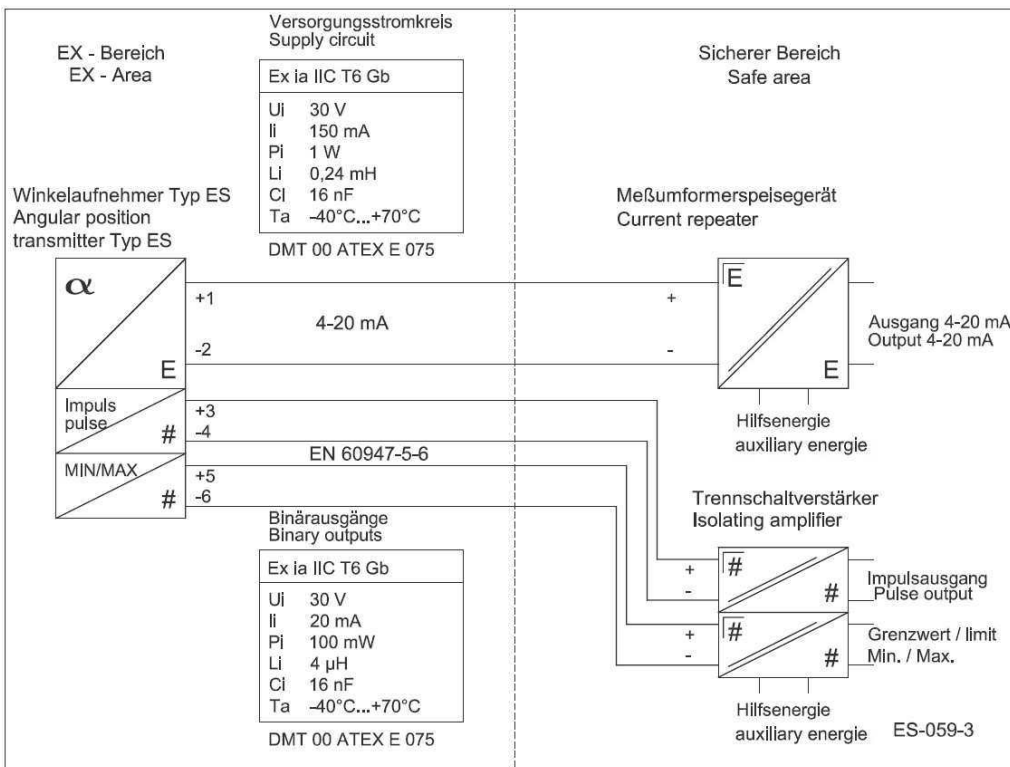 EX - Bereich
EX - Area
Versorgungsstromkreis
Supply circuit
Ex ia IIC T6 Gb
Ui 30 V
Ii 150 mA
Pi 1 W
Li 0,24 mH
CI 16 nF
Ta -40°C...+70°C
DMT 00 ATEX E 075
Sicherer Bereich
Safe area
Winkelaufnehmer Typ ES
Angular position
transmitter Typ ES
α
E
+1
-2
4-20 mA
Meßumformerspeisegerät
Current repeater
+
-
E
E
Ausgang 4-20 mA
Output 4-20 mA
Hilfsenergie
auxiliary energie
Impuls
pulse
#
+3
-4
EN 60947-5-6
MIN/MAX
#
+5
-6
Binärausgänge
Binary outputs
Ex ia IIC T6 Gb
Ui 30 V
Ii 20 mA
Pi 100 mW
Li 4 µH
Ci 16 nF
Ta -40°C...+70°C
DMT 00 ATEX E 075
Trennschaltverstärker
Isolating amplifier
+
-
#
#
Impulsausgang
Pulse output
+
-
#
#
Grenzwert / limit
Min. / Max.
Hilfsenergie
auxiliary energie
ES-059-3